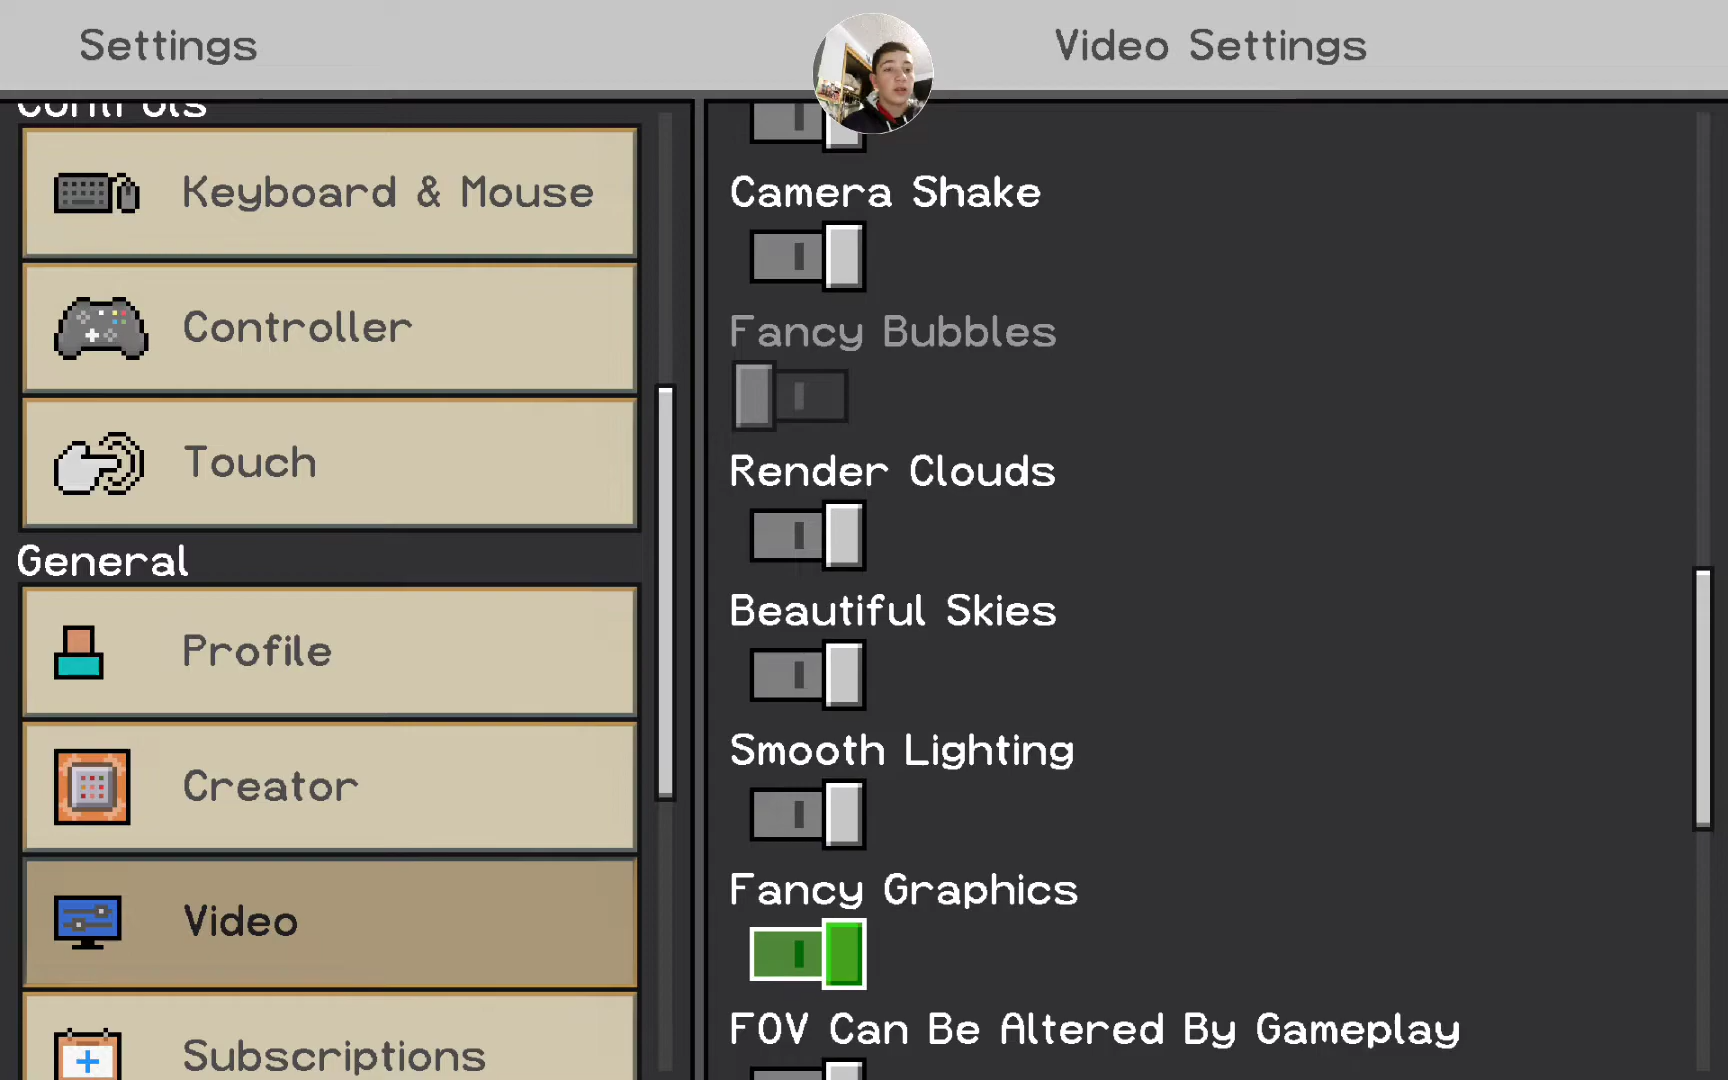 Settings
Video Settings
Controls
Keyboard & Mouse
Controller
Touch
General
Profile
Creator
Video
Subscriptions
Camera Shake
Fancy Bubbles
Render Clouds
Beautiful Skies
Smooth Lighting
Fancy Graphics
FOV Can Be Altered By Gameplay